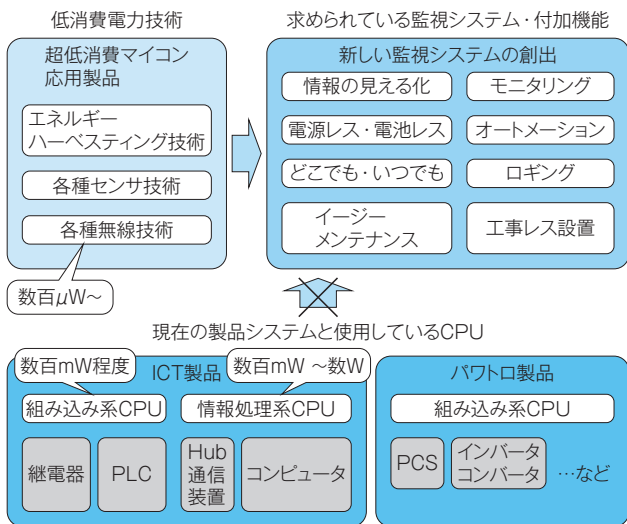 低消費電力技術
超低消費マイコン
応用製品
エネルギー
ハーベスティング技術
各種センサ技術
各種無線技術
数百μW～
求められている監視システム・付加機能
新しい監視システムの創出
情報の見える化
モニタリング
電源レス・電池レス
オートメーション
どこでも・いつでも
ロギング
イージー
メンテナンス
工事レス設置
現在の製品システムと使用しているCPU
数百mW程度
ICT製品
数百mW ～数W
組み込み系CPU
情報処理系CPU
継電器
PLC
Hub
通信
装置
コンピュータ
パワトロ製品
組み込み系CPU
PCS
インバータ
コンバータ
…など